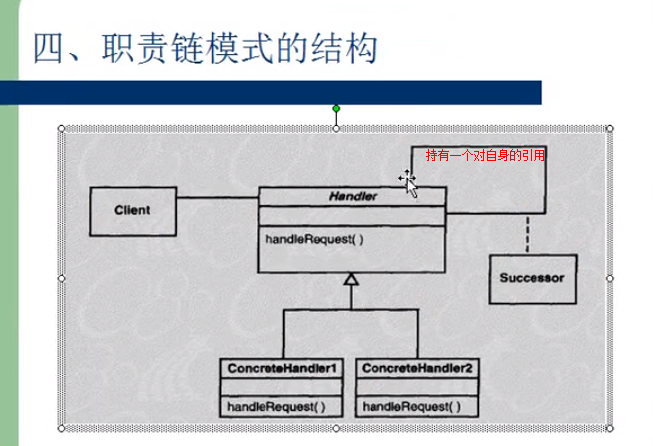 四、职责链模式的结构
持有一个对自身的引用
Client
Handler
handleRequest( )
Successor
ConcreteHandler1
handleRequest( )
ConcreteHandler2
handleRequest( )